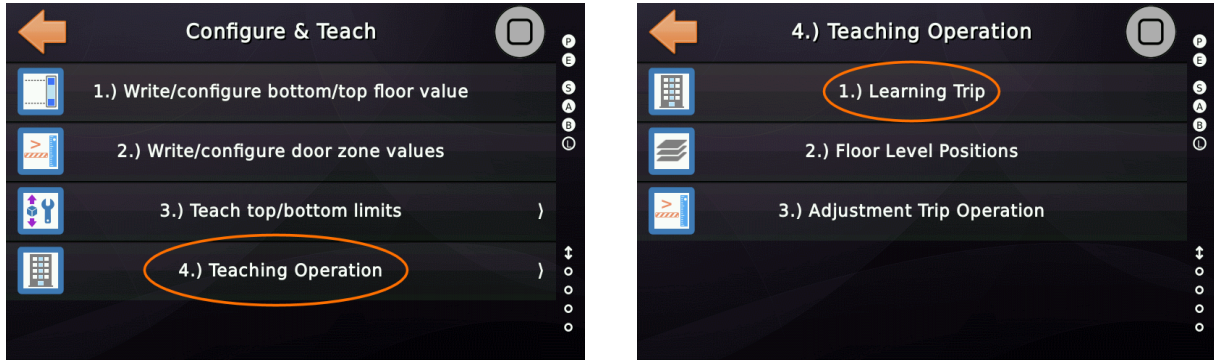 Configure & Teach
1.) Write/configure bottom/top floor value
2.) Write/configure door zone values
3.) Teach top/bottom limits
4.) Teaching Operation
P
E
S
A
B
L
4.) Teaching Operation
1.) Learning Trip
2.) Floor Level Positions
3.) Adjustment Trip Operation
P
E
S
A
B
L